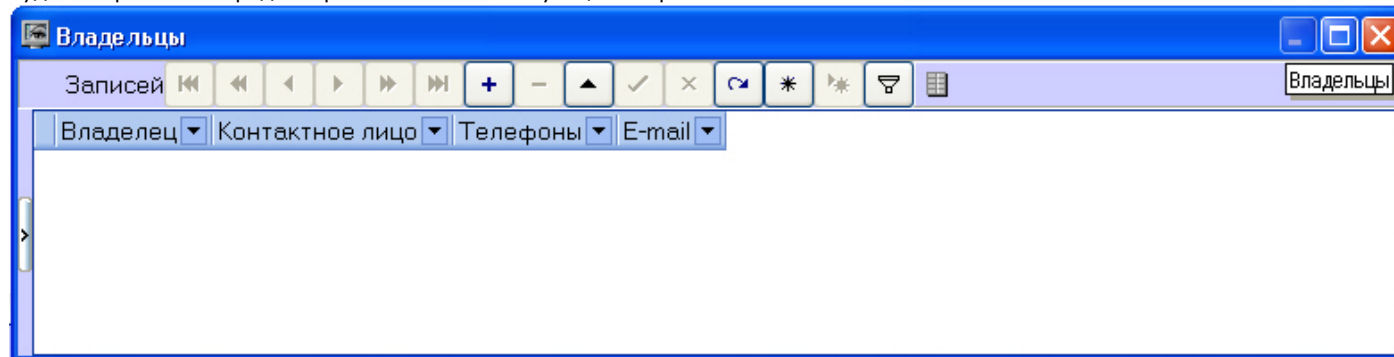 Владельцы
Записей
Владельцы
Владелец Контактное лицо Телефоны E-mail